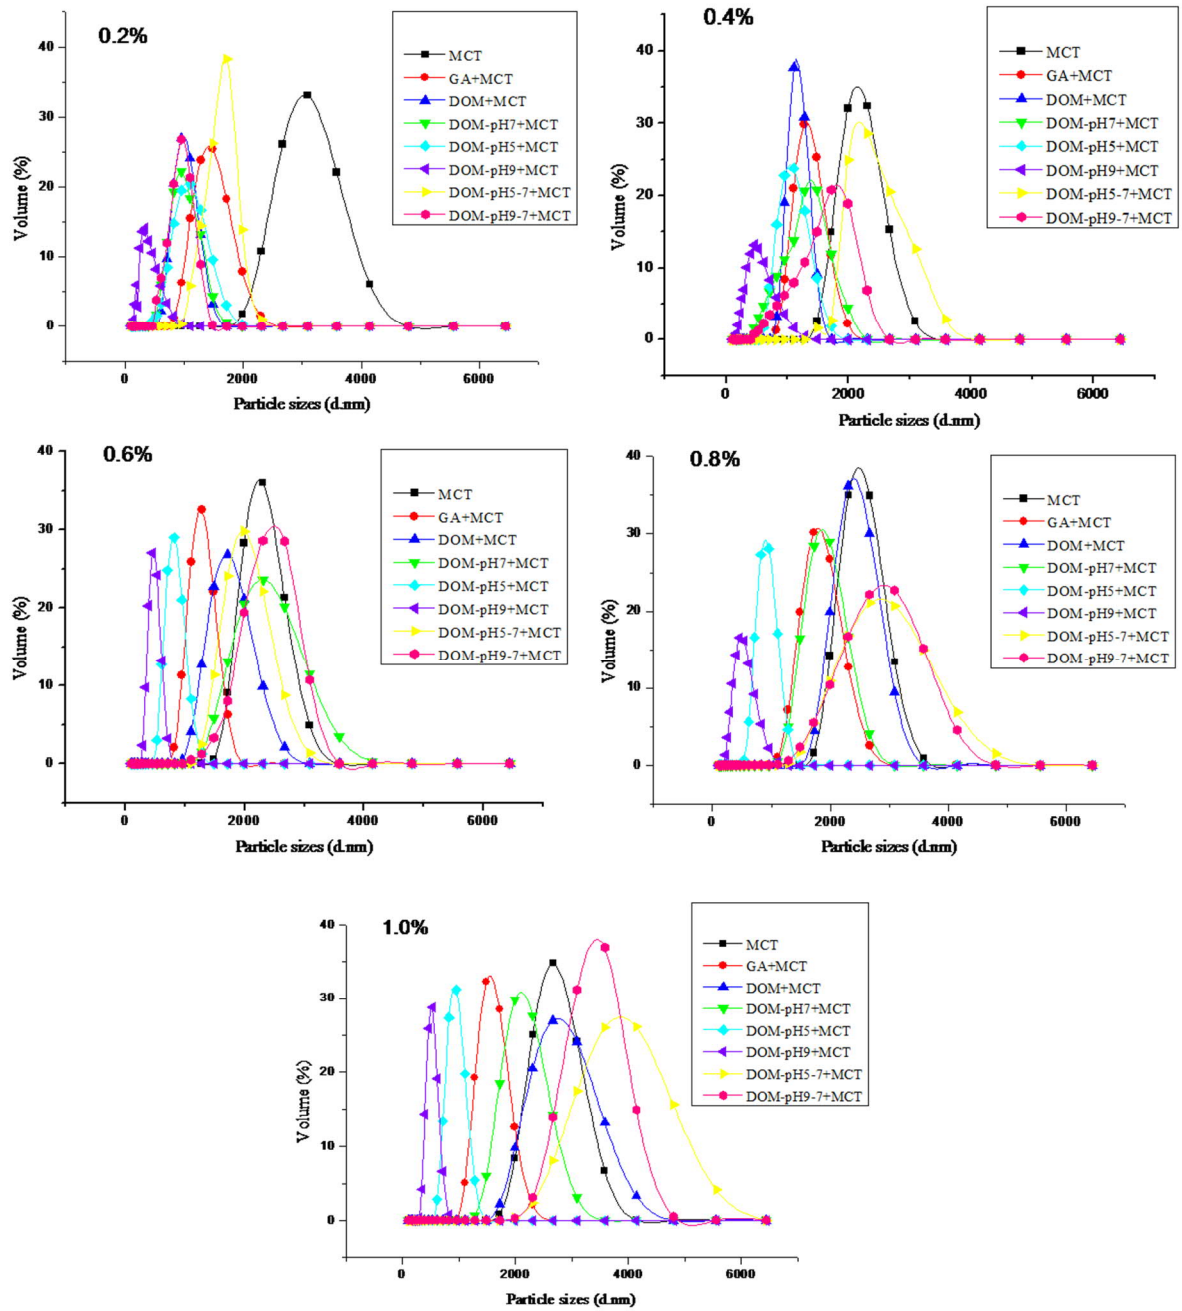 0.2%
MCT
GA+MCT
DOM+MCT
DOM-pH7+MCT
DOM-pH5+MCT
DOM-pH9+MCT
DOM-pH5-7+MCT
DOM-pH9-7+MCT
Volume (%)
40
30
20
10
0
0 2000 4000 6000
Particle sizes (d.nm)
0.4%
MCT
GA+MCT
DOM+MCT
DOM-pH7+MCT
DOM-pH5+MCT
DOM-pH9+MCT
DOM-pH5-7+MCT
DOM-pH9-7+MCT
Volume (%)
40
30
20
10
0
0 2000 4000 6000
Particle sizes (d.nm)
0.6%
MCT
GA+MCT
DOM+MCT
DOM-pH7+MCT
DOM-pH5+MCT
DOM-pH9+MCT
DOM-pH5-7+MCT
DOM-pH9-7+MCT
Volume (%)
40
30
20
10
0
0 2000 4000 6000
Particle sizes (d.nm)
0.8%
MCT
GA+MCT
DOM+MCT
DOM-pH7+MCT
DOM-pH5+MCT
DOM-pH9+MCT
DOM-pH5-7+MCT
DOM-pH9-7+MCT
Volume (%)
40
30
20
10
0
0 2000 4000 6000
Particle sizes (d.nm)
1.0%
MCT
GA+MCT
DOM+MCT
DOM-pH7+MCT
DOM-pH5+MCT
DOM-pH9+MCT
DOM-pH5-7+MCT
DOM-pH9-7+MCT
Volume (%)
40
30
20
10
0
0 2000 4000 6000
Particle sizes (d.nm)